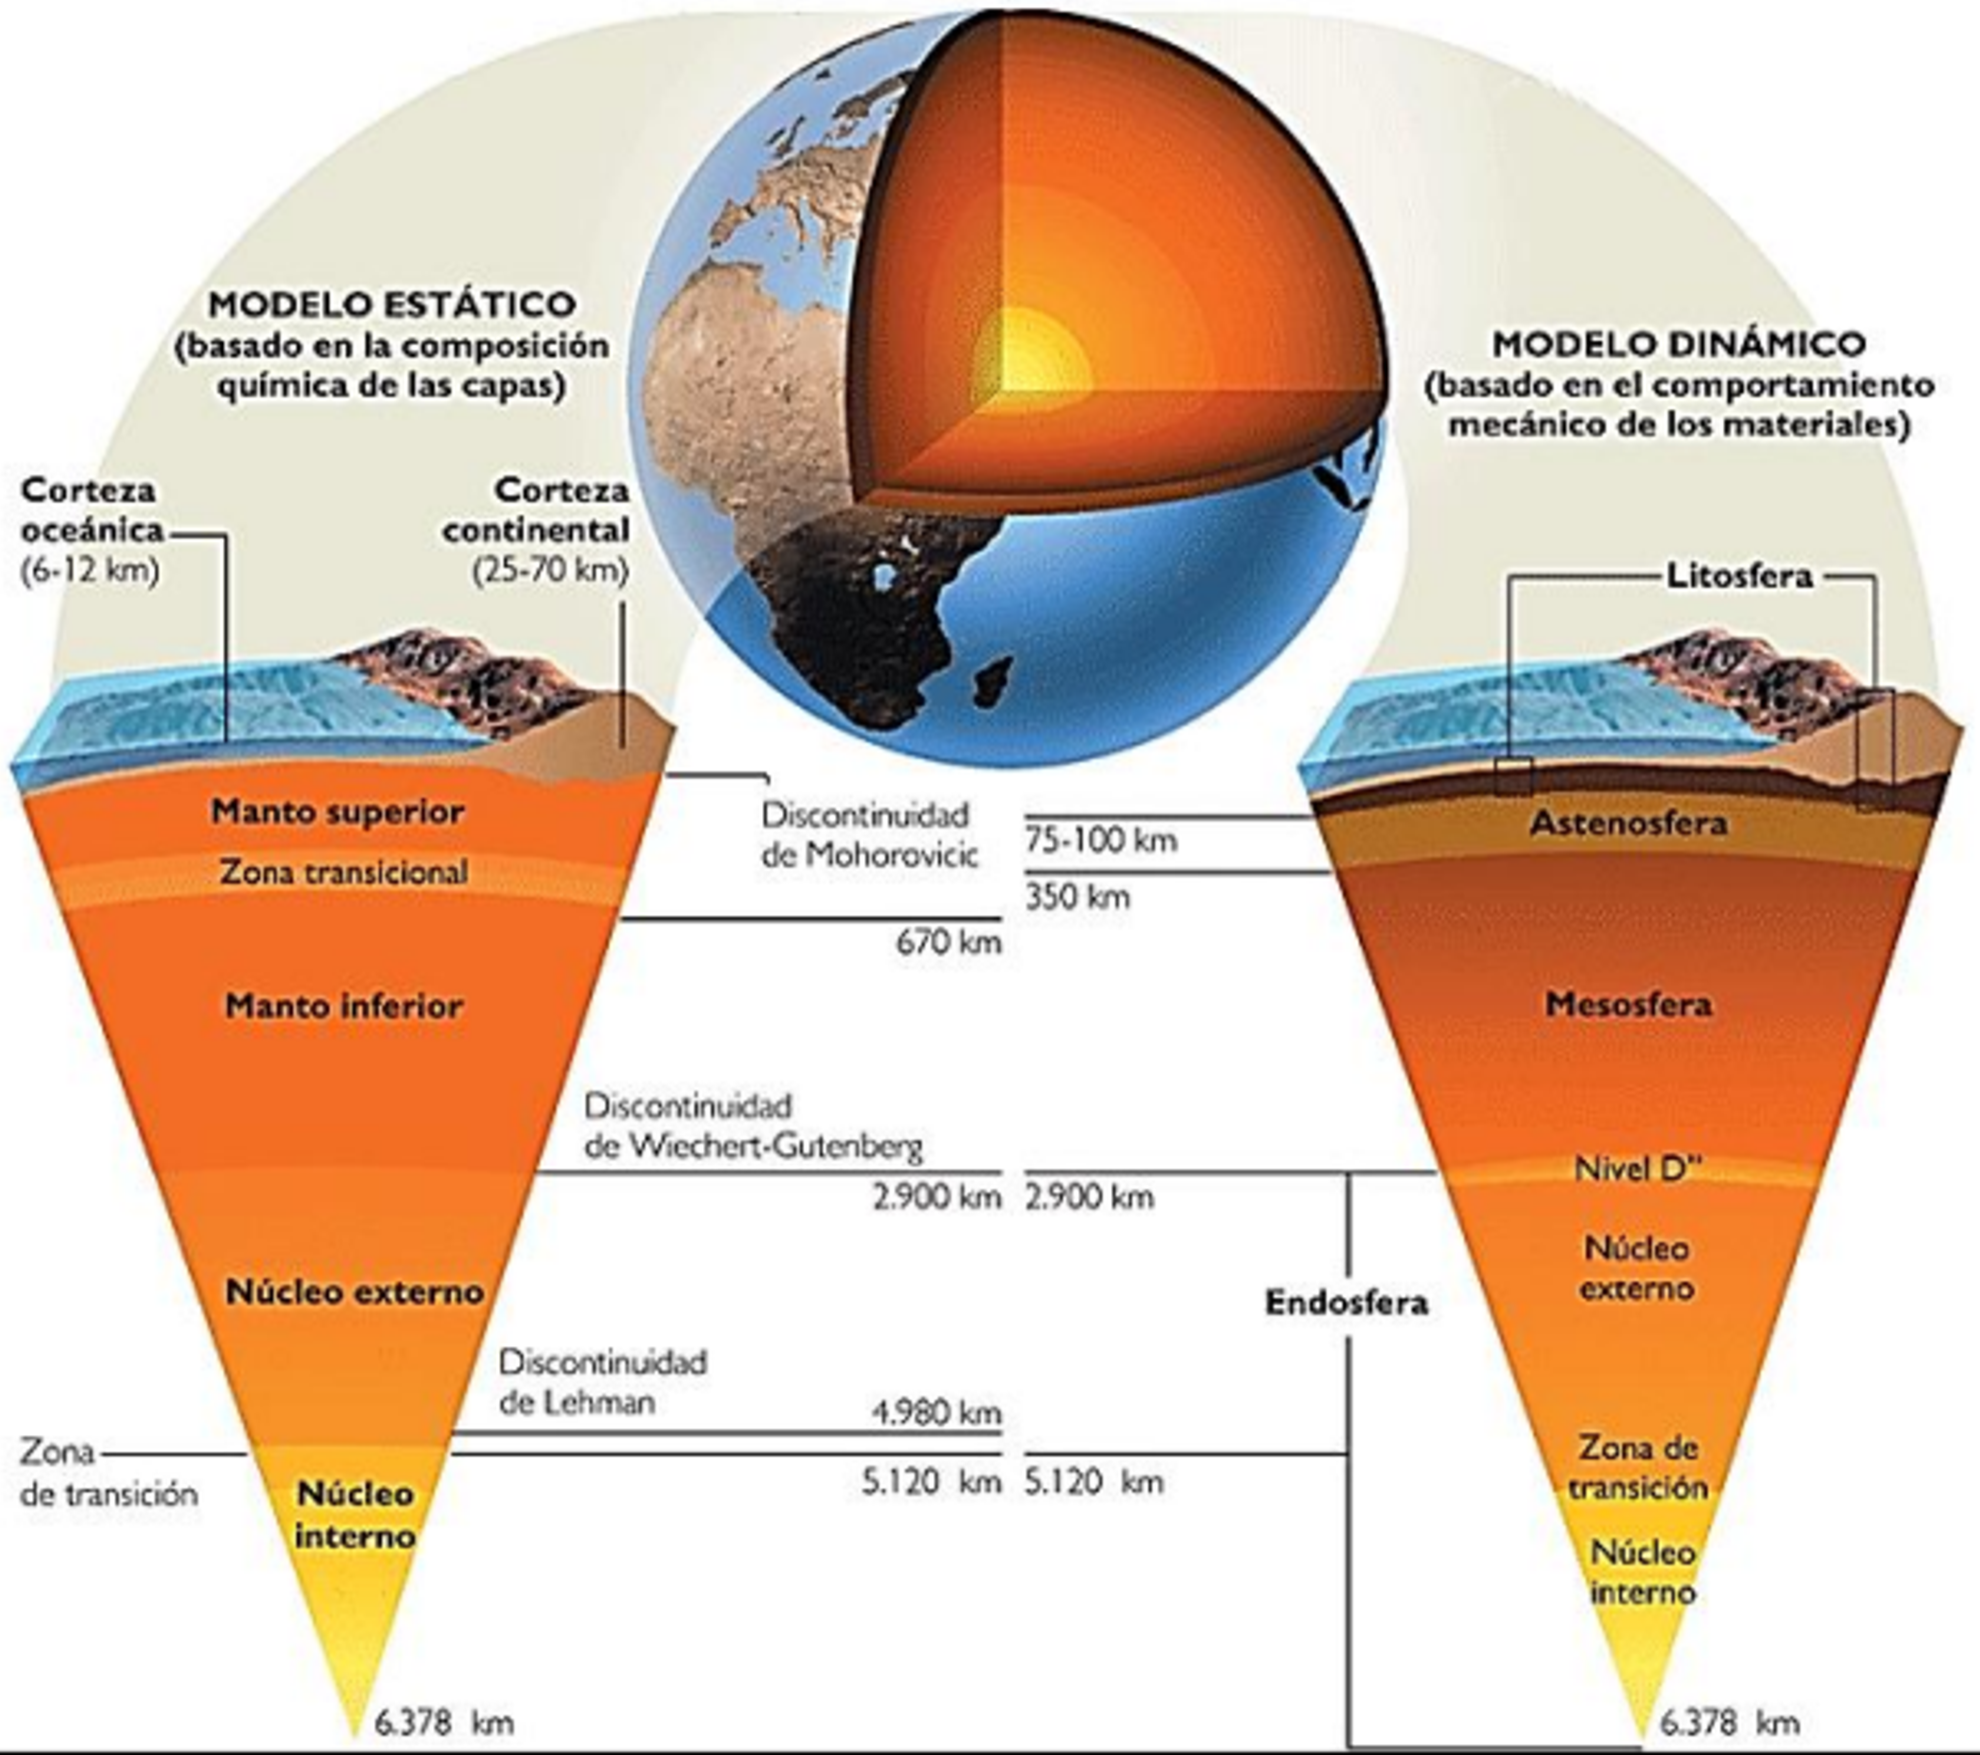 MODELO ESTÁTICO
(basado en la composición
química de las capas)
MODELO DINÁMICO
(basado en el comportamiento
mecánico de los materiales)
Corteza
oceánica
(6-12 km)
Corteza
continental
(25-70 km)
Litosfera
Manto superior
Zona transicional
Manto inferior
Núcleo externo
Zona
de transición
Núcleo
interno
6.378 km
Discontinuidad
de Mohorovicic
670 km
Discontinuidad
de Wiechert-Gutenberg
2.900 km
Discontinuidad
de Lehman
4.980 km
5.120 km
75-100 km
350 km
2.900 km
Endosfera
5.120 km
Astenosfera
Mesosfera
Nivel D"
Núcleo
externo
Zona de
transición
Núcleo
interno
6.378 km